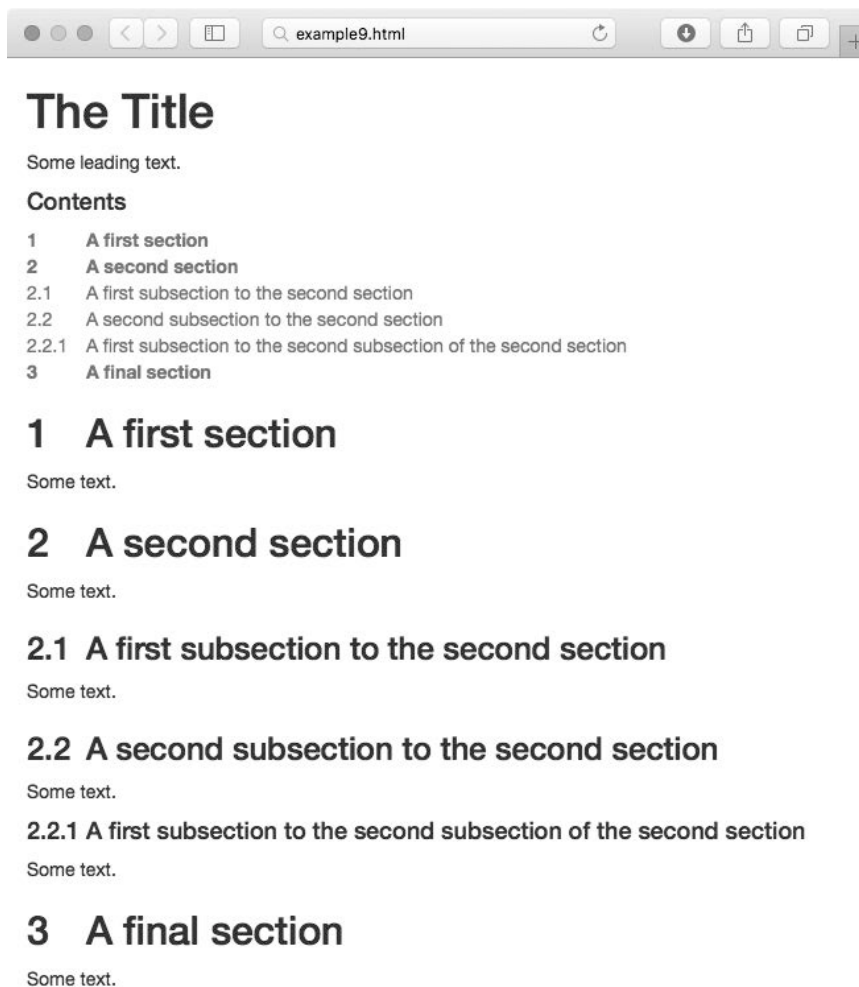 example9.html
The Title
Some leading text.
Contents
1 A first section
2 A second section
2.1 A first subsection to the second section
2.2 A second subsection to the second section
2.2.1 A first subsection to the second subsection of the second section
3 A final section
1 A first section
Some text.
2 A second section
Some text.
2.1 A first subsection to the second section
Some text.
2.2 A second subsection to the second section
Some text.
2.2.1 A first subsection to the second subsection of the second section
Some text.
3 A final section
Some text.